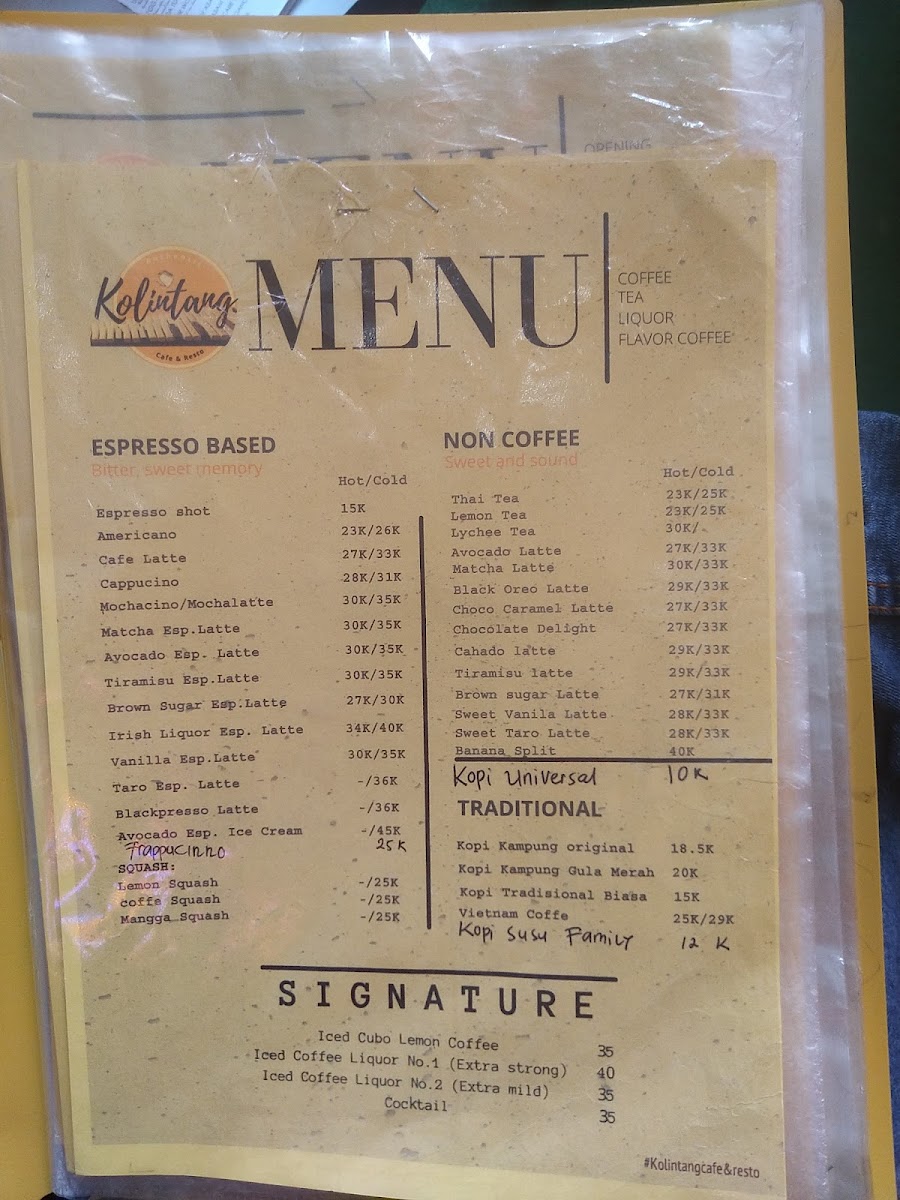 OPENING
Kolintang
Cafe & Resto
MENU
COFFEE
TEA
LIQUOR
FLAVOR COFFEE
ESPRESSO BASED
Bitter, sweet memory
Hot/Cold
Espresso shot 15K
Americano 23K/26K
Cafe Latte 27K/33K
Cappucino 28K/31K
Mochacino/Mochalatte 30K/35K
Matcha Esp.Latte 30K/35K
Avocado Esp. Latte 30K/35K
Tiramisu Esp.Latte 30K/35K
Brown Sugar Esp.Latte 27K/30K
Irish Liquor Esp. Latte 34K/40K
Vanilla Esp.Latte 30K/35K
Taro Esp. Latte -/36K
Blackpresso Latte -/36K
Avocado Esp. Ice Cream -/45K
Frappucinno 25K
SQUASH:
Lemon Squash -/25K
coffe Squash -/25K
Mangga Squash -/25K
NON COFFEE
Sweet and sound
Hot/Cold
Thai Tea 23K/25K
Lemon Tea 23K/25K
Lychee Tea 30K/-
Avocado Latte 27K/33K
Matcha Latte 30K/33K
Black Oreo Latte 29K/33K
Choco Caramel Latte 27K/33K
Chocolate Delight 27K/33K
Cahado latte 29K/33K
Tiramisu latte 29K/33K
Brown sugar Latte 27K/31K
Sweet Vanila Latte 28K/33K
Sweet Taro Latte 28K/33K
Banana Split 40K
Kopi Universal 10K
TRADITIONAL
Kopi Kampung original 18.5K
Kopi Kampung Gula Merah 20K
Kopi Tradisional Biasa 15K
Vietnam Coffe 25K/29K
Kopi Susu Family 12 K
SIGNATURE
Iced Cubo Lemon Coffee 35
Iced Coffee Liquor No.1 (Extra strong) 40
Iced Coffee Liquor No.2 (Extra mild) 35
Cocktail 35
#Kolintangcafe&resto